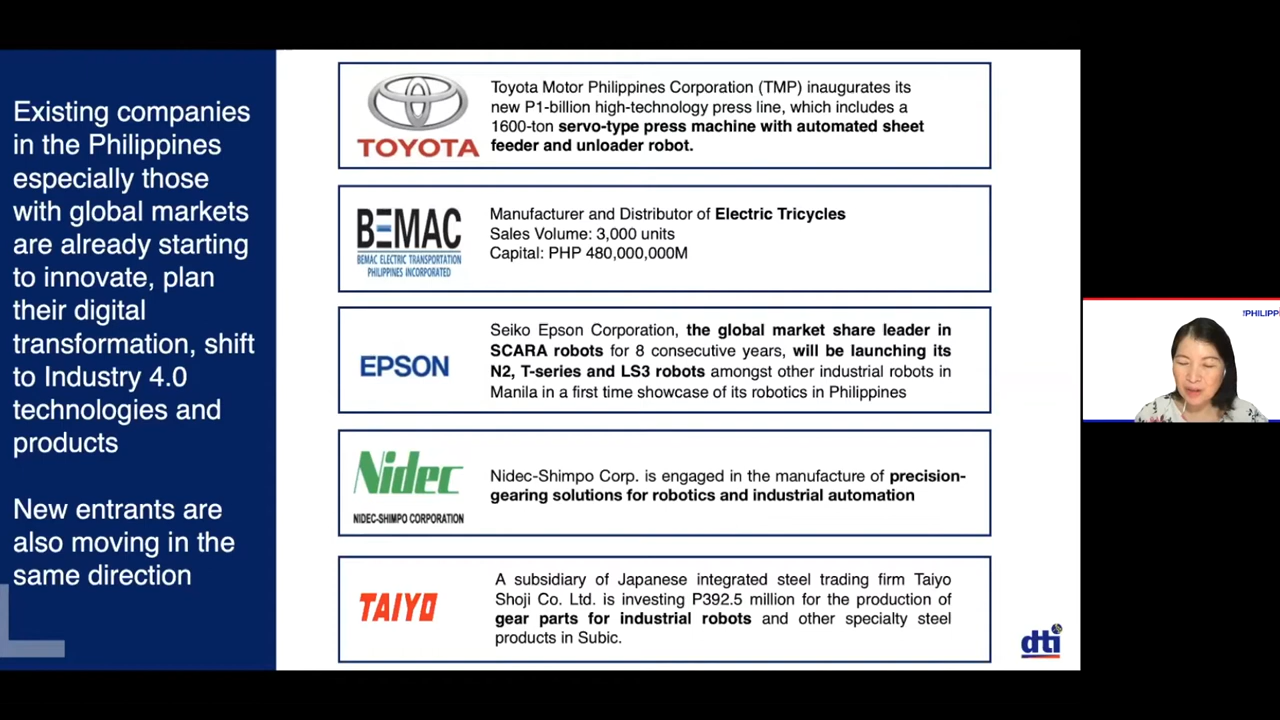 Existing companies
in the Philippines
especially those
with global markets
are already starting
to innovate, plan
their digital
transformation, shift
to Industry 4.0
technologies and
products
New entrants are
also moving in the
same direction
TOYOTA
Toyota Motor Philippines Corporation (TMP) inaugurates its
new P1-billion high-technology press line, which includes a
1600-ton servo-type press machine with automated sheet
feeder and unloader robot.
BEMAC
BEMAC ELECTRIC TRANSPORTATION
PHILIPPINES INCORPORATED
Manufacturer and Distributor of Electric Tricycles
Sales Volume: 3,000 units
Capital: PHP 480,000,000M
EPSON
Seiko Epson Corporation, the global market share leader in
SCARA robots for 8 consecutive years, will be launching its
N2, T-series and LS3 robots amongst other industrial robots in
Manila in a first time showcase of its robotics in Philippines
Nidec
NIDEC-SHIMPO CORPORATION
Nidec-Shimpo Corp. is engaged in the manufacture of precision-
gearing solutions for robotics and industrial automation
TAIYO
A subsidiary of Japanese integrated steel trading firm Taiyo
Shoji Co. Ltd. is investing P392.5 million for the production of
gear parts for industrial robots and other specialty steel
products in Subic.
dti